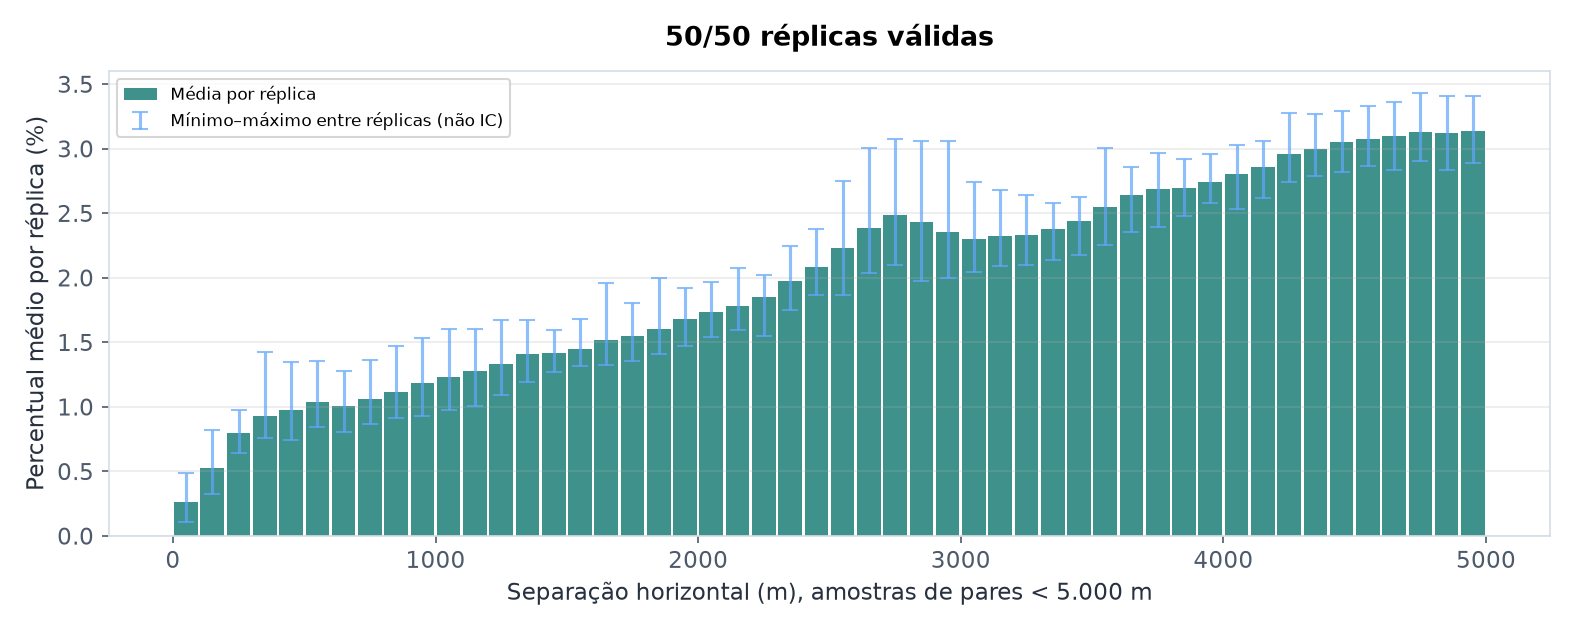 50/50 réplicas válidas
Média por réplica
Mínimo–máximo entre réplicas (não IC)
Percentual médio por réplica (%)
3.5
3.0
2.5
2.0
1.5
1.0
0.5
0.0
0 1000 2000 3000 4000 5000
Separação horizontal (m), amostras de pares < 5.000 m